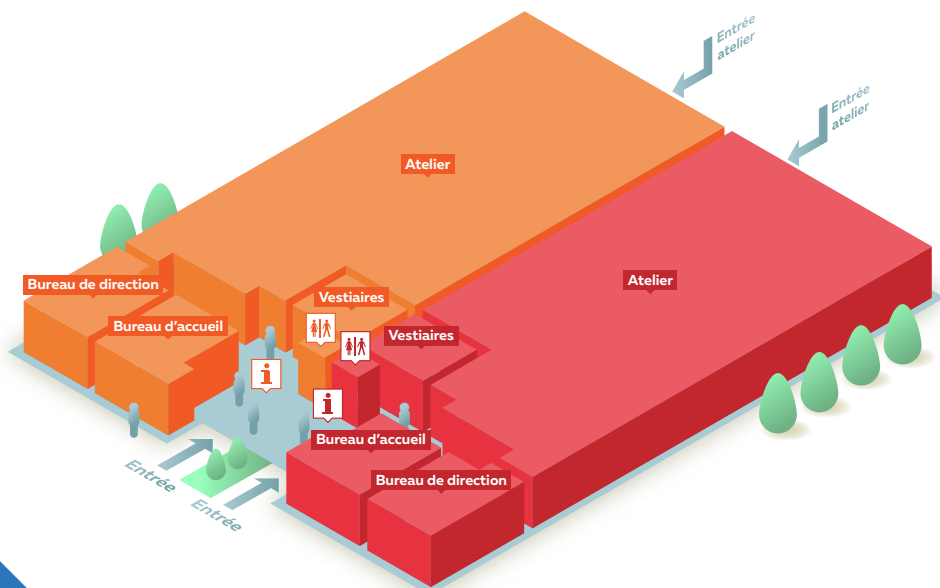 Entrée
atelier
Entrée
atelier
Atelier
Atelier
Bureau de direction
Vestiaires
Bureau d'accueil
Vestiaires
i
i
Bureau d'accueil
Bureau de direction
Entrée
Entrée